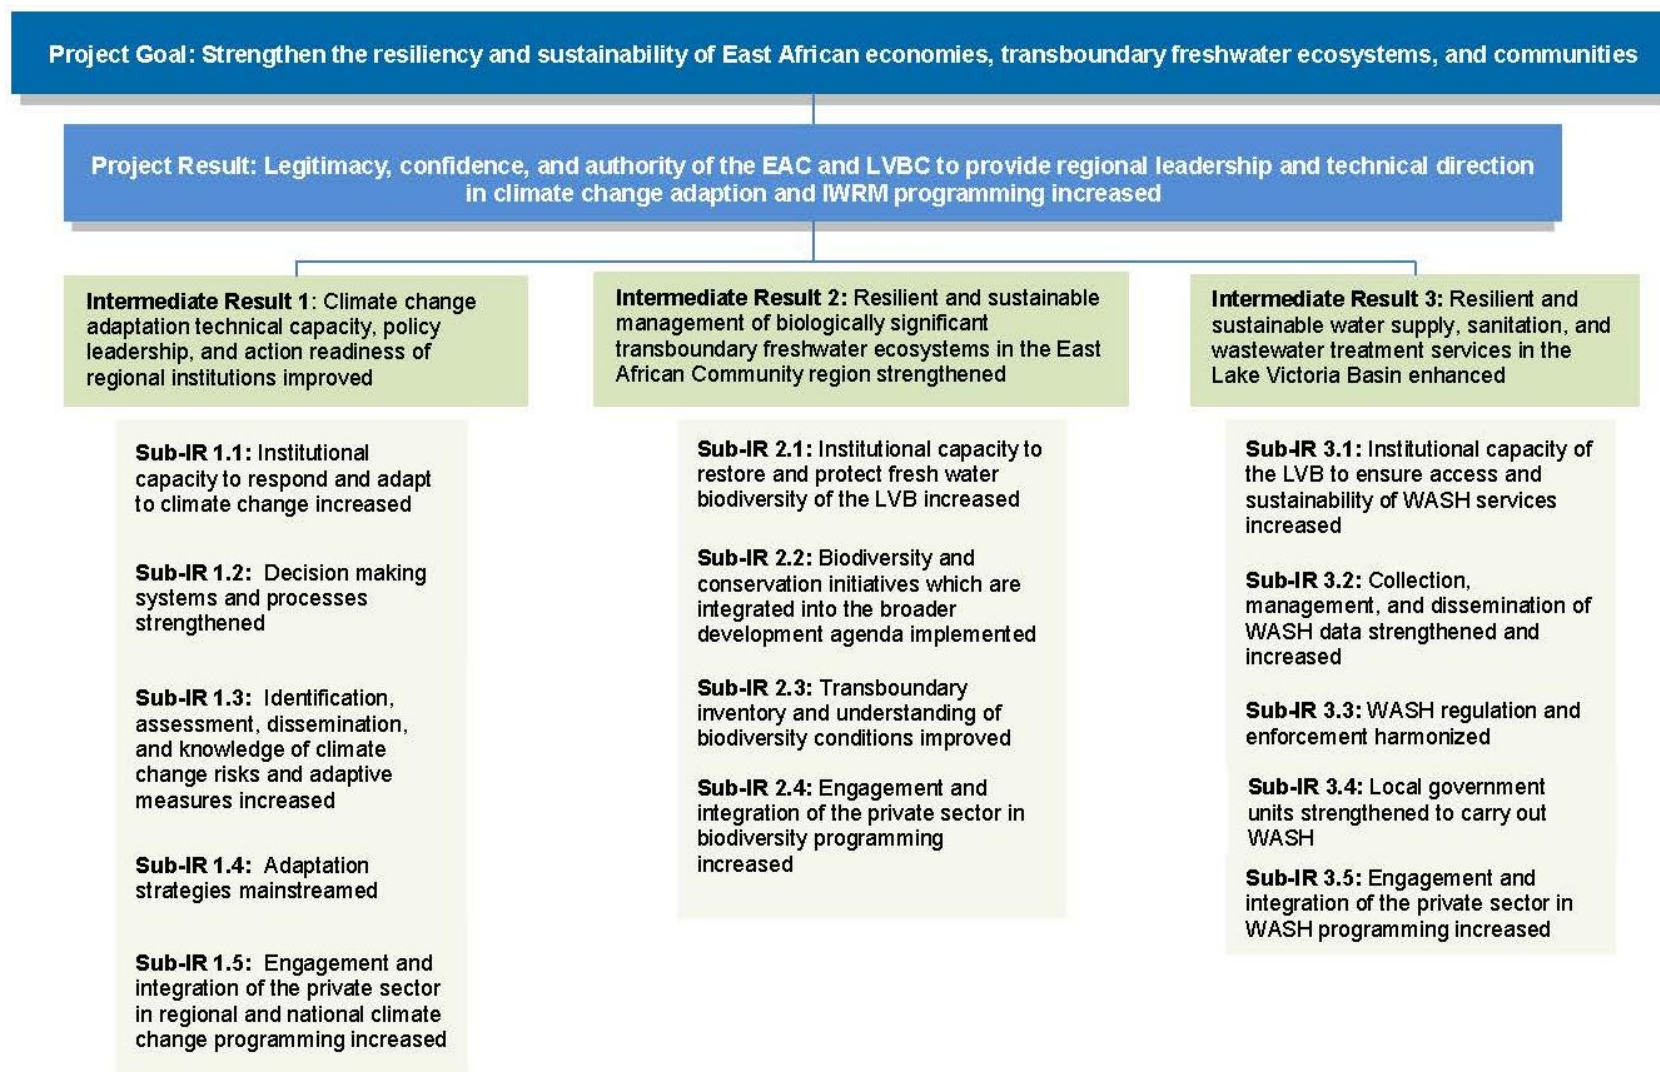 Project Goal: Strengthen the resiliency and sustainability of East African economies, transboundary freshwater ecosystems, and communities
Project Result: Legitimacy, confidence, and authority of the EAC and LVBC to provide regional leadership and technical direction
in climate change adaption and IWRM programming increased
Intermediate Result 1: Climate change
adaptation technical capacity, policy
leadership, and action readiness of
regional institutions improved
Sub-IR 1.1: Institutional
capacity to respond and adapt
to climate change increased
Sub-IR 1.2: Decision making
systems and processes
strengthened
Sub-IR 1.3: Identification,
assessment, dissemination,
and knowledge of climate
change risks and adaptive
measures increased
Sub-IR 1.4: Adaptation
strategies mainstreamed
Sub-IR 1.5: Engagement and
integration of the private sector
in regional and national climate
change programming increased
Intermediate Result 2: Resilient and sustainable
management of biologically significant
transboundary freshwater ecosystems in the East
African Community region strengthened
Sub-IR 2.1: Institutional capacity to
restore and protect fresh water
biodiversity of the LVB increased
Sub-IR 2.2: Biodiversity and
conservation initiatives which are
integrated into the broader
development agenda implemented
Sub-IR 2.3: Transboundary
inventory and understanding of
biodiversity conditions improved
Sub-IR 2.4: Engagement and
integration of the private sector in
biodiversity programming
increased
Intermediate Result 3: Resilient and
sustainable water supply, sanitation, and
wastewater treatment services in the
Lake Victoria Basin enhanced
Sub-IR 3.1: Institutional capacity of
the LVB to ensure access and
sustainability of WASH services
increased
Sub-IR 3.2: Collection,
management, and dissemination of
WASH data strengthened and
increased
Sub-IR 3.3: WASH regulation and
enforcement harmonized
Sub-IR 3.4: Local government
units strengthened to carry out
WASH
Sub-IR 3.5: Engagement and
integration of the private sector in
WASH programming increased